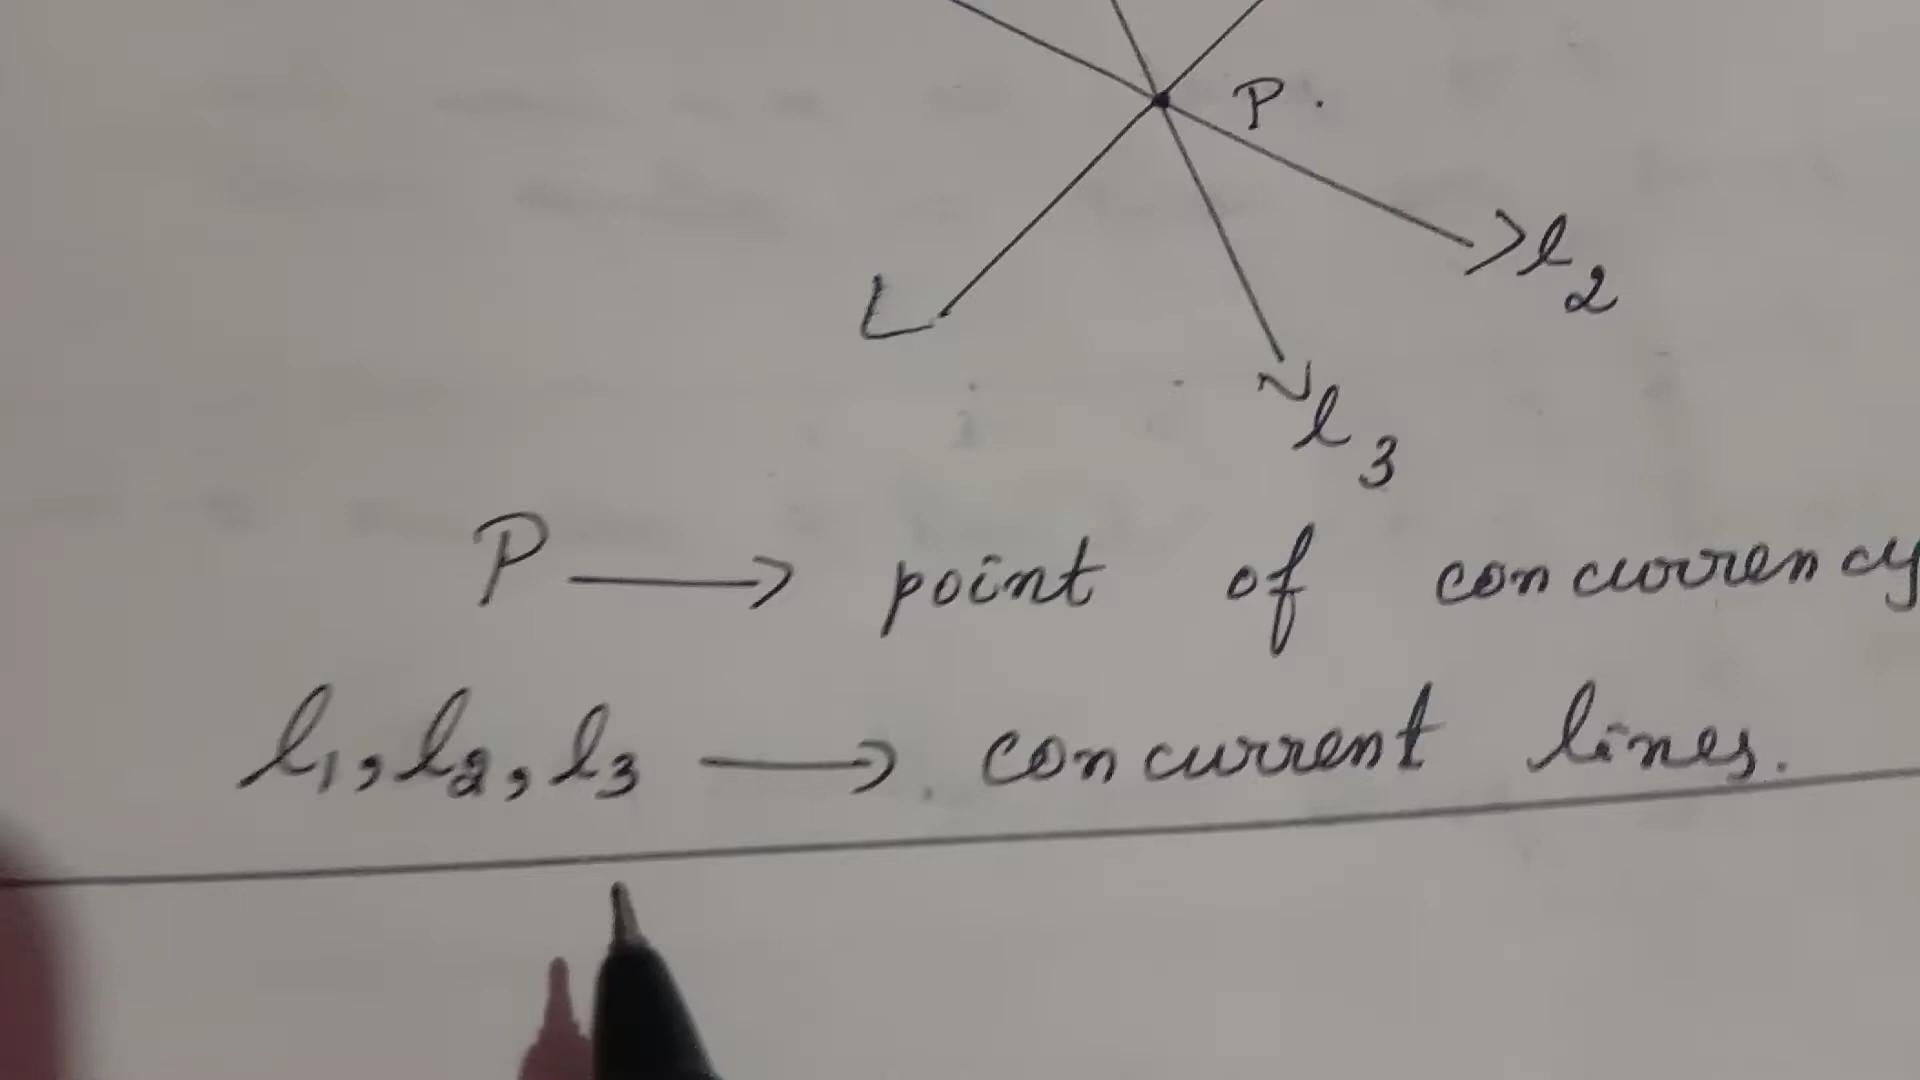 P.
l2
l3
P → point of concurrency
l1, l2, l3 → concurrent lines.